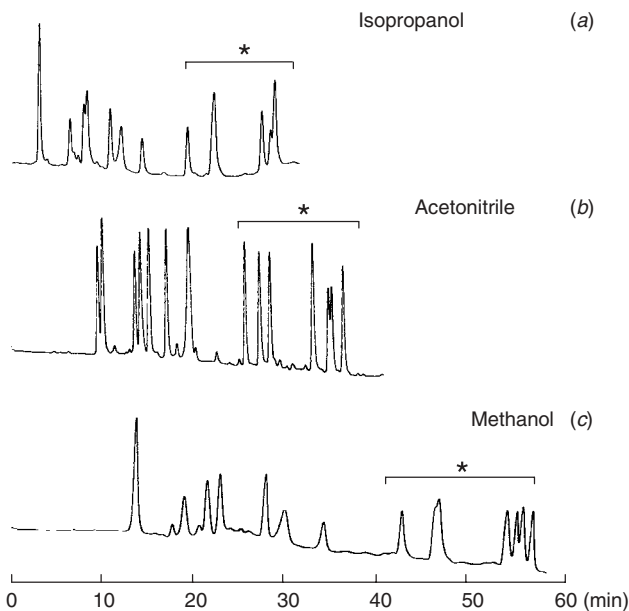 Isopropanol (a)
*
Acetonitrile (b)
*
Methanol (c)
*
0 10 20 30 40 50 60 (min)